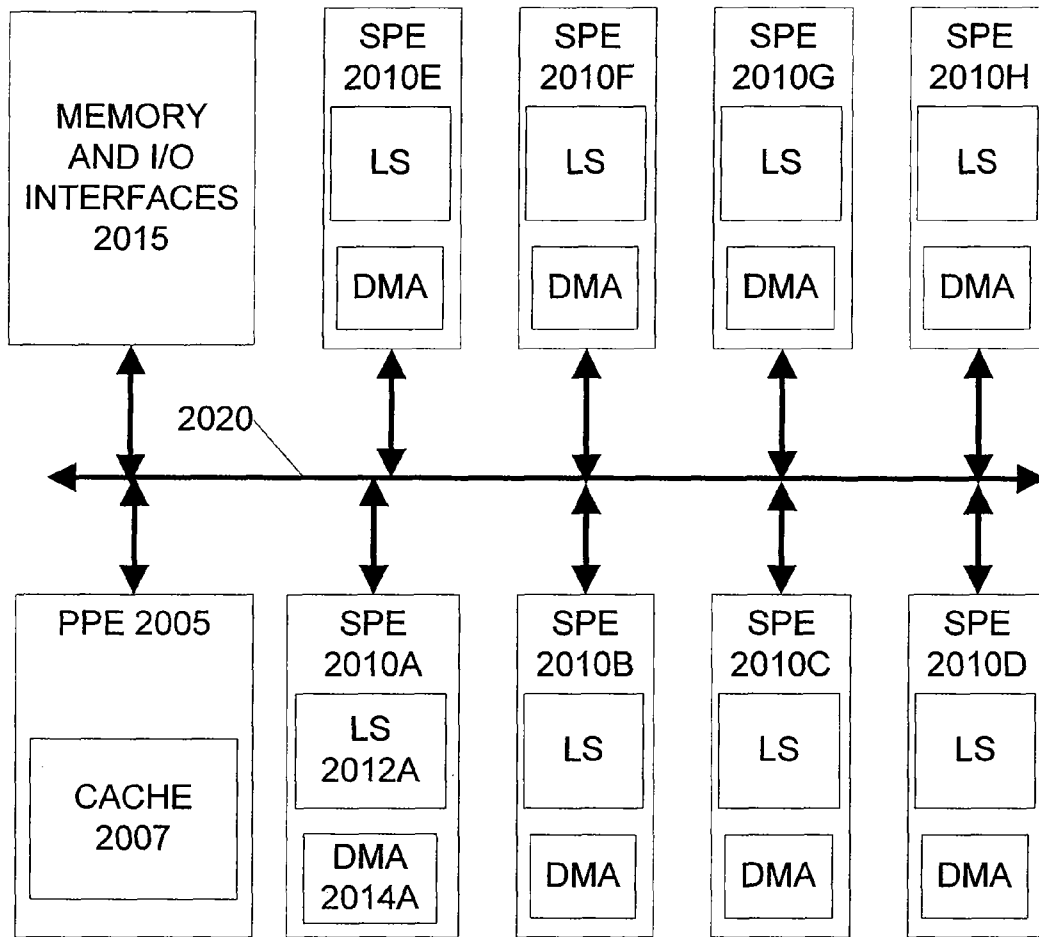 MEMORY
AND I/O
INTERFACES
2015
SPE
2010E
LS
DMA
SPE
2010F
LS
DMA
SPE
2010G
LS
DMA
SPE
2010H
LS
DMA
2020
PPE 2005
CACHE
2007
SPE
2010A
LS
2012A
DMA
2014A
SPE
2010B
LS
DMA
SPE
2010C
LS
DMA
SPE
2010D
LS
DMA